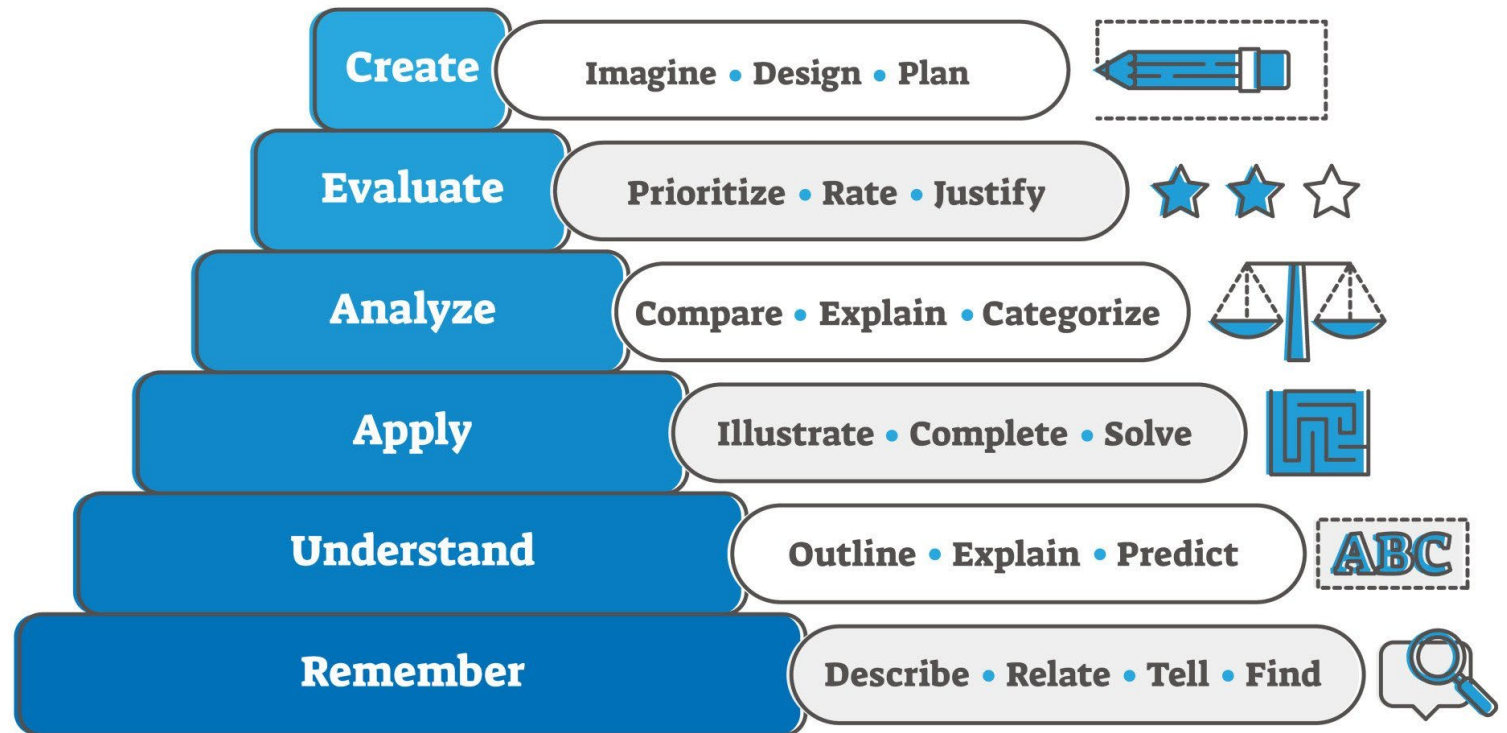 Create
Imagine • Design • Plan
Evaluate
Prioritize • Rate • Justify
Analyze
Compare • Explain • Categorize
Apply
Illustrate • Complete • Solve
Understand
Outline • Explain • Predict
ABC
Remember
Describe • Relate • Tell • Find